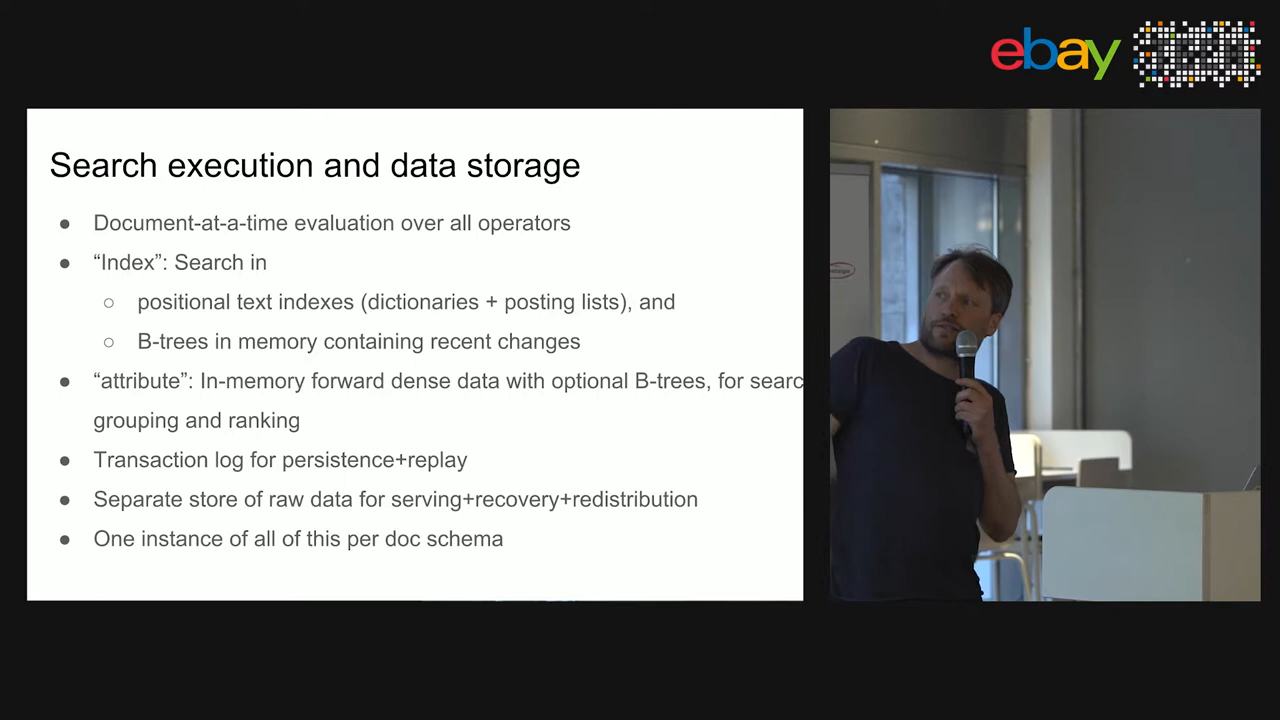 ebay
Search execution and data storage
● Document-at-a-time evaluation over all operators
● “Index”: Search in
○ positional text indexes (dictionaries + posting lists), and
○ B-trees in memory containing recent changes
● “attribute”: In-memory forward dense data with optional B-trees, for searc
grouping and ranking
● Transaction log for persistence+replay
● Separate store of raw data for serving+recovery+redistribution
● One instance of all of this per doc schema